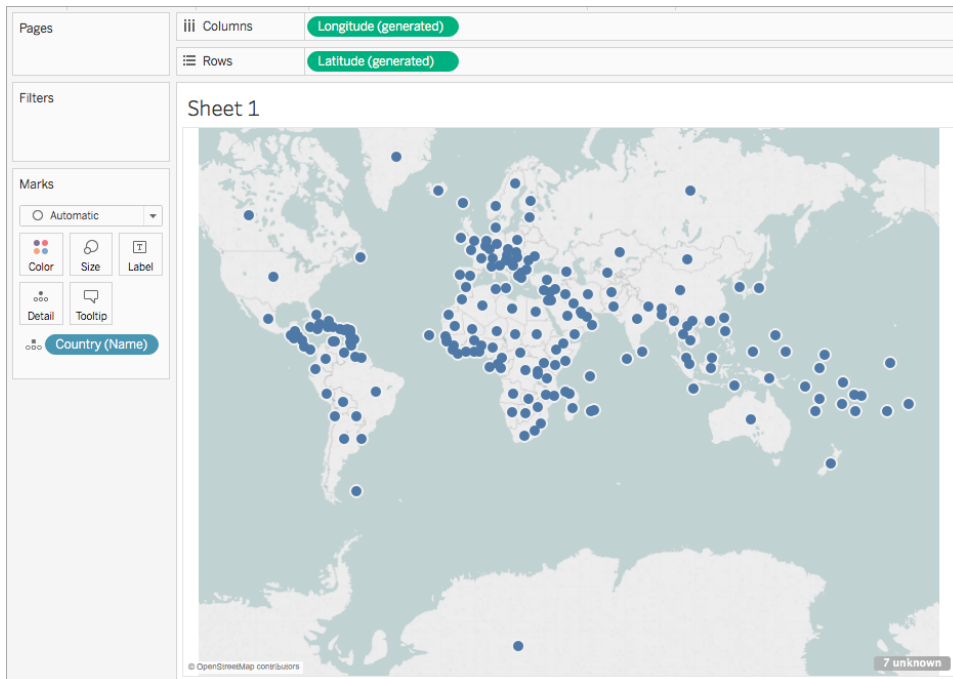 Pages
Columns
Longitude (generated)
Rows
Latitude (generated)
Filters
Sheet 1
Marks
Automatic
Color
Size
Label
Detail
Tooltip
Country (Name)
© OpenStreetMap contributors
7 unknown